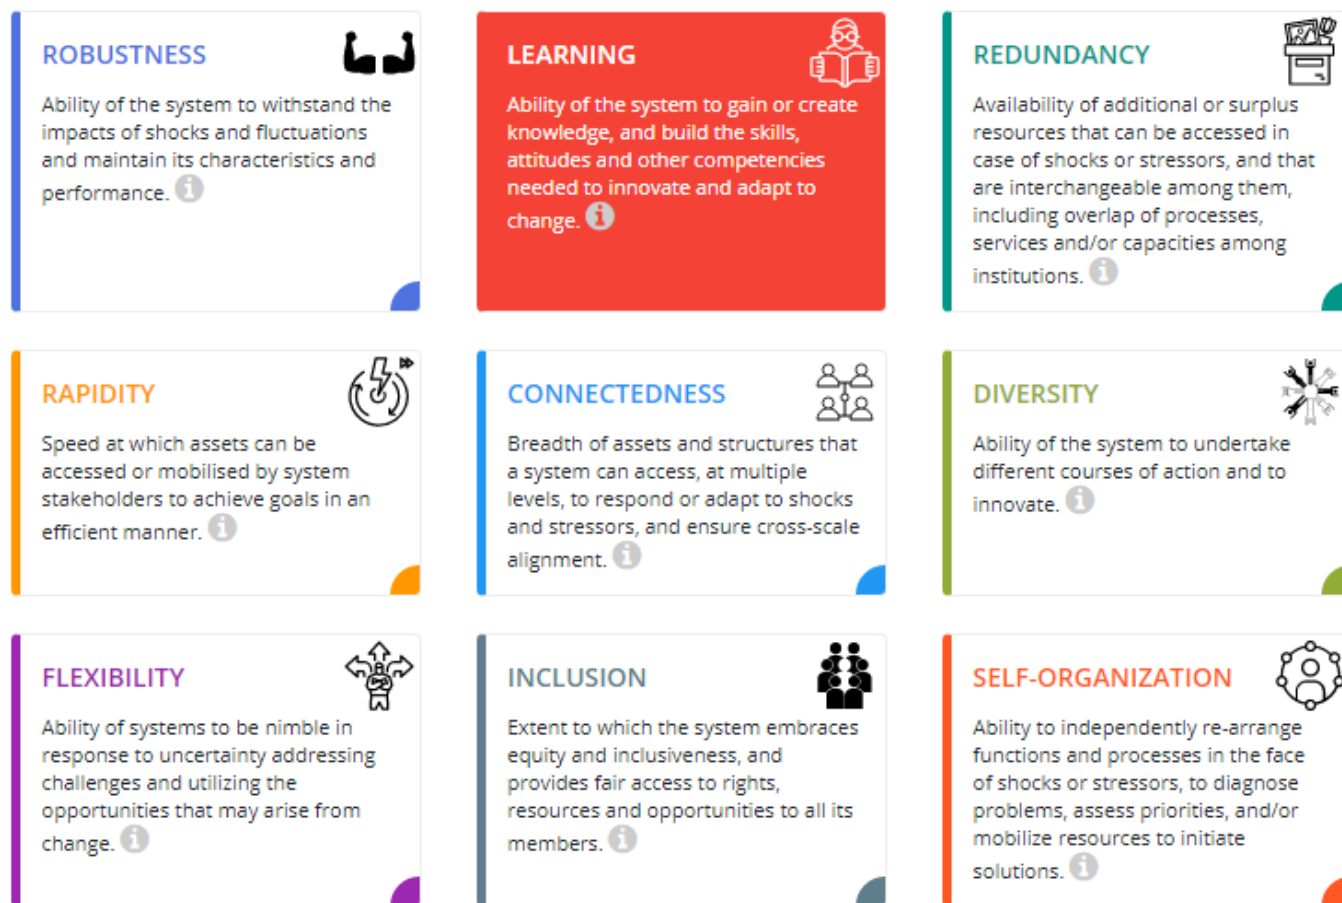 ROBUSTNESS
Ability of the system to withstand the
impacts of shocks and fluctuations
and maintain its characteristics and
performance.
LEARNING
Ability of the system to gain or create
knowledge, and build the skills,
attitudes and other competencies
needed to innovate and adapt to
change.
REDUNDANCY
Availability of additional or surplus
resources that can be accessed in
case of shocks or stressors, and that
are interchangeable among them,
including overlap of processes,
services and/or capacities among
institutions.
RAPIDITY
Speed at which assets can be
accessed or mobilised by system
stakeholders to achieve goals in an
efficient manner.
CONNECTEDNESS
Breadth of assets and structures that
a system can access, at multiple
levels, to respond or adapt to shocks
and stressors, and ensure cross-scale
alignment.
DIVERSITY
Ability of the system to undertake
different courses of action and to
innovate.
FLEXIBILITY
Ability of systems to be nimble in
response to uncertainty addressing
challenges and utilizing the
opportunities that may arise from
change.
INCLUSION
Extent to which the system embraces
equity and inclusiveness, and
provides fair access to rights,
resources and opportunities to all its
members.
SELF-ORGANIZATION
Ability to independently re-arrange
functions and processes in the face
of shocks or stressors, to diagnose
problems, assess priorities, and/or
mobilize resources to initiate
solutions.